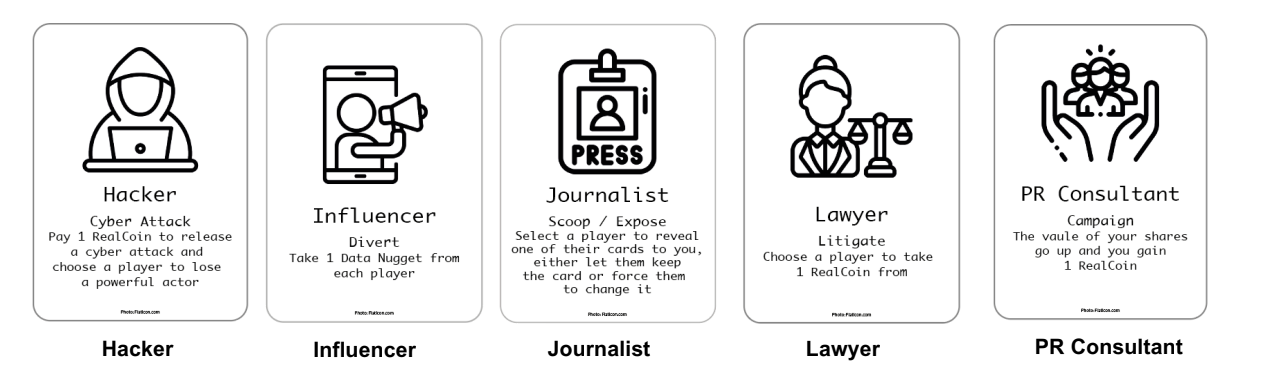 Hacker
Cyber Attack
Pay 1 RealCoin to release
a cyber attack and
choose a player to lose
a powerful actor
Photo: FlatIcon.com
Hacker
Influencer
Divert
Take 1 Data Nugget from
each player
Photo: FlatIcon.com
Influencer
PRESS
Journalist
Scoop / Expose
Select a player to reveal
one of their cards to you,
either let them keep
the card or force them
to change it
Photo: FlatIcon.com
Journalist
Lawyer
Litigate
Choose a player to take
1 RealCoin from
Photo: FlatIcon.com
Lawyer
PR Consultant
Campaign
The vaule of your shares
go up and you gain
1 RealCoin
Photo: FlatIcon.com
PR Consultant